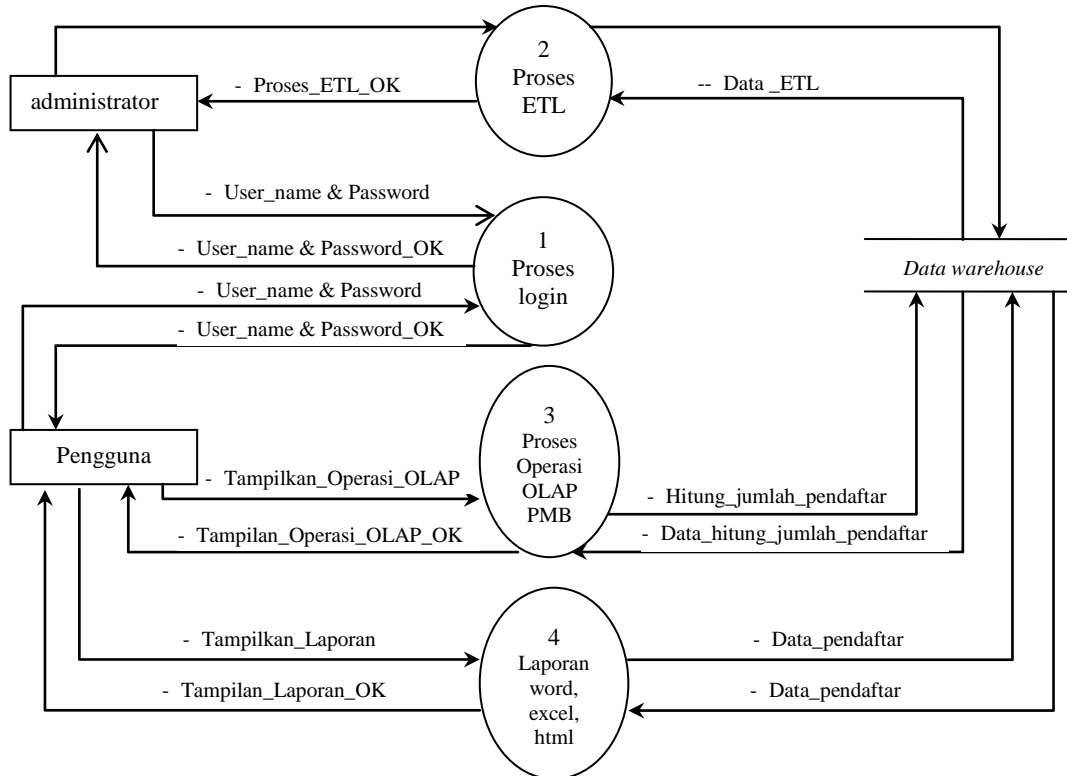 2
Proses
ETL
- Proses_ETL_OK
-- Data _ETL
administrator
- User_name & Password
1
Proses
login
- User_name & Password_OK
Data warehouse
- User_name & Password
- User_name & Password_OK
3
Proses
Operasi
OLAP
PMB
Pengguna
- Tampilkan_Operasi_OLAP
- Hitung_jumlah_pendaftar
- Tampilan_Operasi_OLAP_OK
- Data_hitung_jumlah_pendaftar
4
Laporan
word,
excel,
html
- Tampilkan_Laporan
- Data_pendaftar
- Tampilan_Laporan_OK
- Data_pendaftar